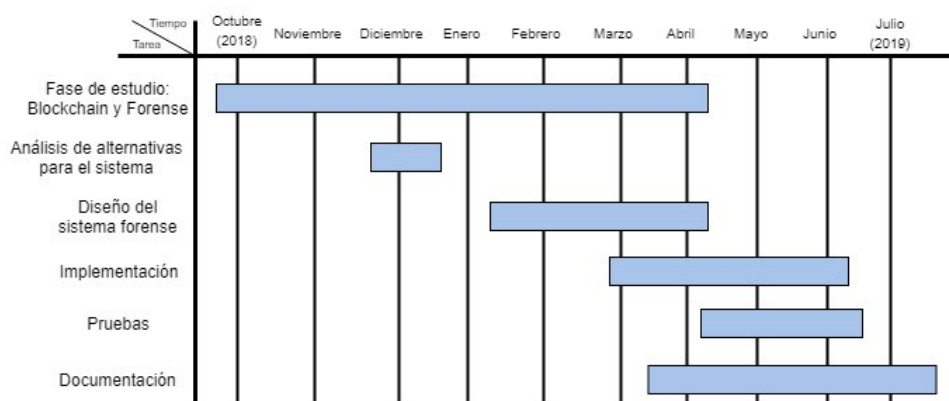 Tiempo
Tarea
Octubre
(2018)
Noviembre
Diciembre
Enero
Febrero
Marzo
Abril
Mayo
Junio
Julio
(2019)
Fase de estudio:
Blockchain y Forense
Análisis de alternativas
para el sistema
Diseño del
sistema forense
Implementación
Pruebas
Documentación